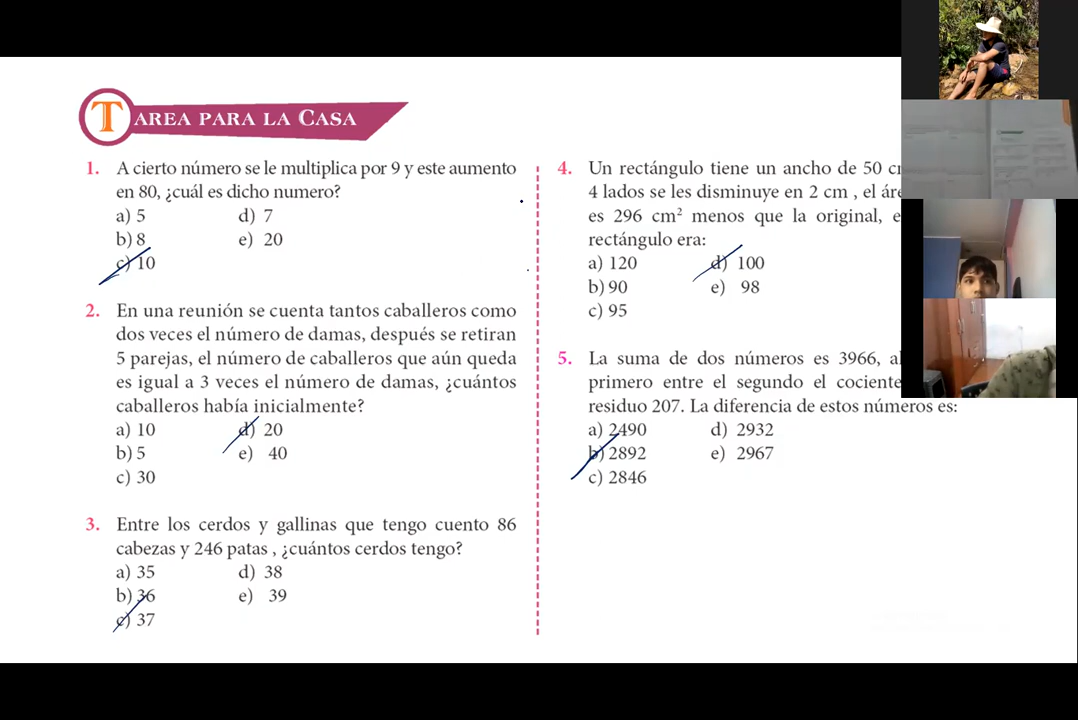 TAREA PARA LA CASA
1. A cierto número se le multiplica por 9 y este aumento
en 80, ¿cuál es dicho numero?
a) 5 d) 7
b) 8 e) 20
c) 10
2. En una reunión se cuenta tantos caballeros como
dos veces el número de damas, después se retiran
5 parejas, el número de caballeros que aún queda
es igual a 3 veces el número de damas, ¿cuántos
caballeros había inicialmente?
a) 10 d) 20
b) 5 e) 40
c) 30
3. Entre los cerdos y gallinas que tengo cuento 86
cabezas y 246 patas , ¿cuántos cerdos tengo?
a) 35 d) 38
b) 36 e) 39
c) 37
4. Un rectángulo tiene un ancho de 50
4 lados se les disminuye en 2 cm , el
es 296 cm² menos que la original,
rectángulo era:
a) 120 d) 100
b) 90 e) 98
c) 95
5. La suma de dos números es 3966,
primero entre el segundo el cociente
residuo 207. La diferencia de estos números es:
a) 2490 d) 2932
b) 2892 e) 2967
c) 2846